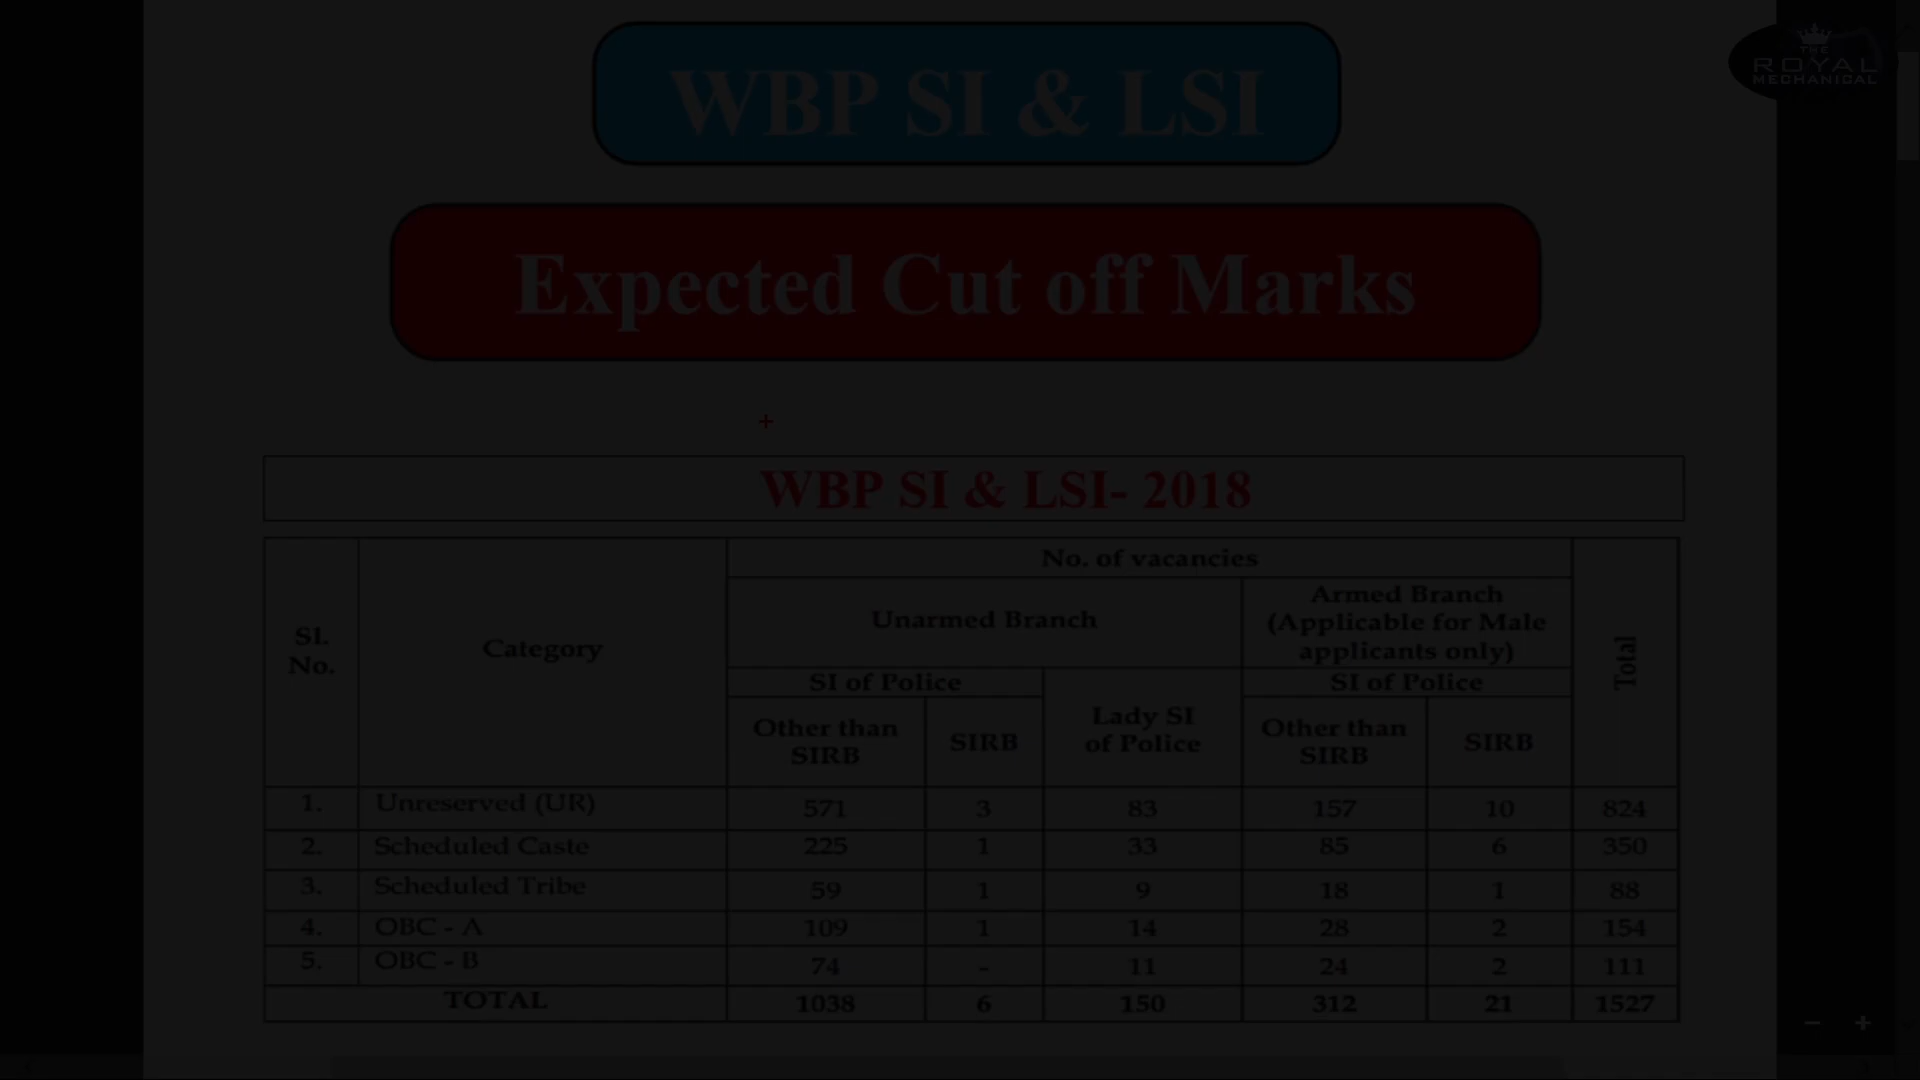 THE
ROYAL
MECHANICAL
WBP SI & LSI
Expected Cut off Marks
WBP SI & LSI- 2018
Sl. No. Category No. of vacancies Total
Unarmed Branch Armed Branch (Applicable for Male applicants only)
SI of Police Lady SI of Police SI of Police
Other than SIRB SIRB Other than SIRB SIRB
1. Unreserved (UR) 571 3 83 157 10 824
2. Scheduled Caste 225 1 33 85 6 350
3. Scheduled Tribe 59 1 9 18 1 88
4. OBC - A 109 1 14 28 2 154
5. OBC - B 74 - 11 24 2 111
TOTAL 1038 6 150 312 21 1527